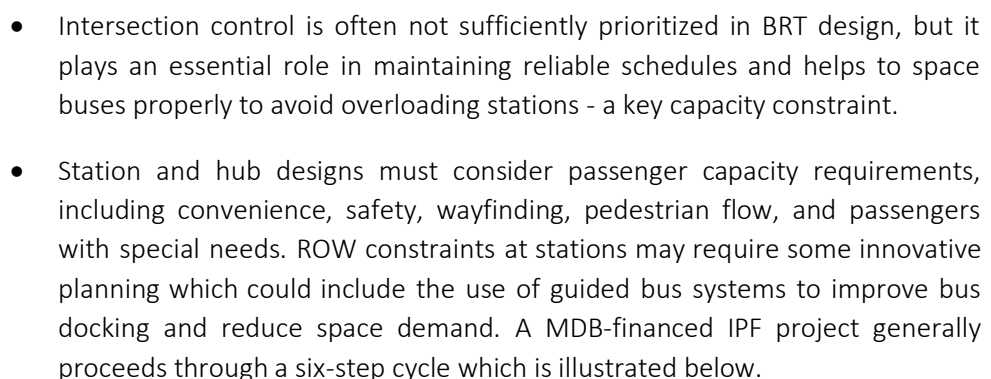 • Intersection control is often not sufficiently prioritized in BRT design, but it
plays an essential role in maintaining reliable schedules and helps to space
buses properly to avoid overloading stations - a key capacity constraint.
• Station and hub designs must consider passenger capacity requirements,
including convenience, safety, wayfinding, pedestrian flow, and passengers
with special needs. ROW constraints at stations may require some innovative
planning which could include the use of guided bus systems to improve bus
docking and reduce space demand. A MDB-financed IPF project generally
proceeds through a six-step cycle which is illustrated below.